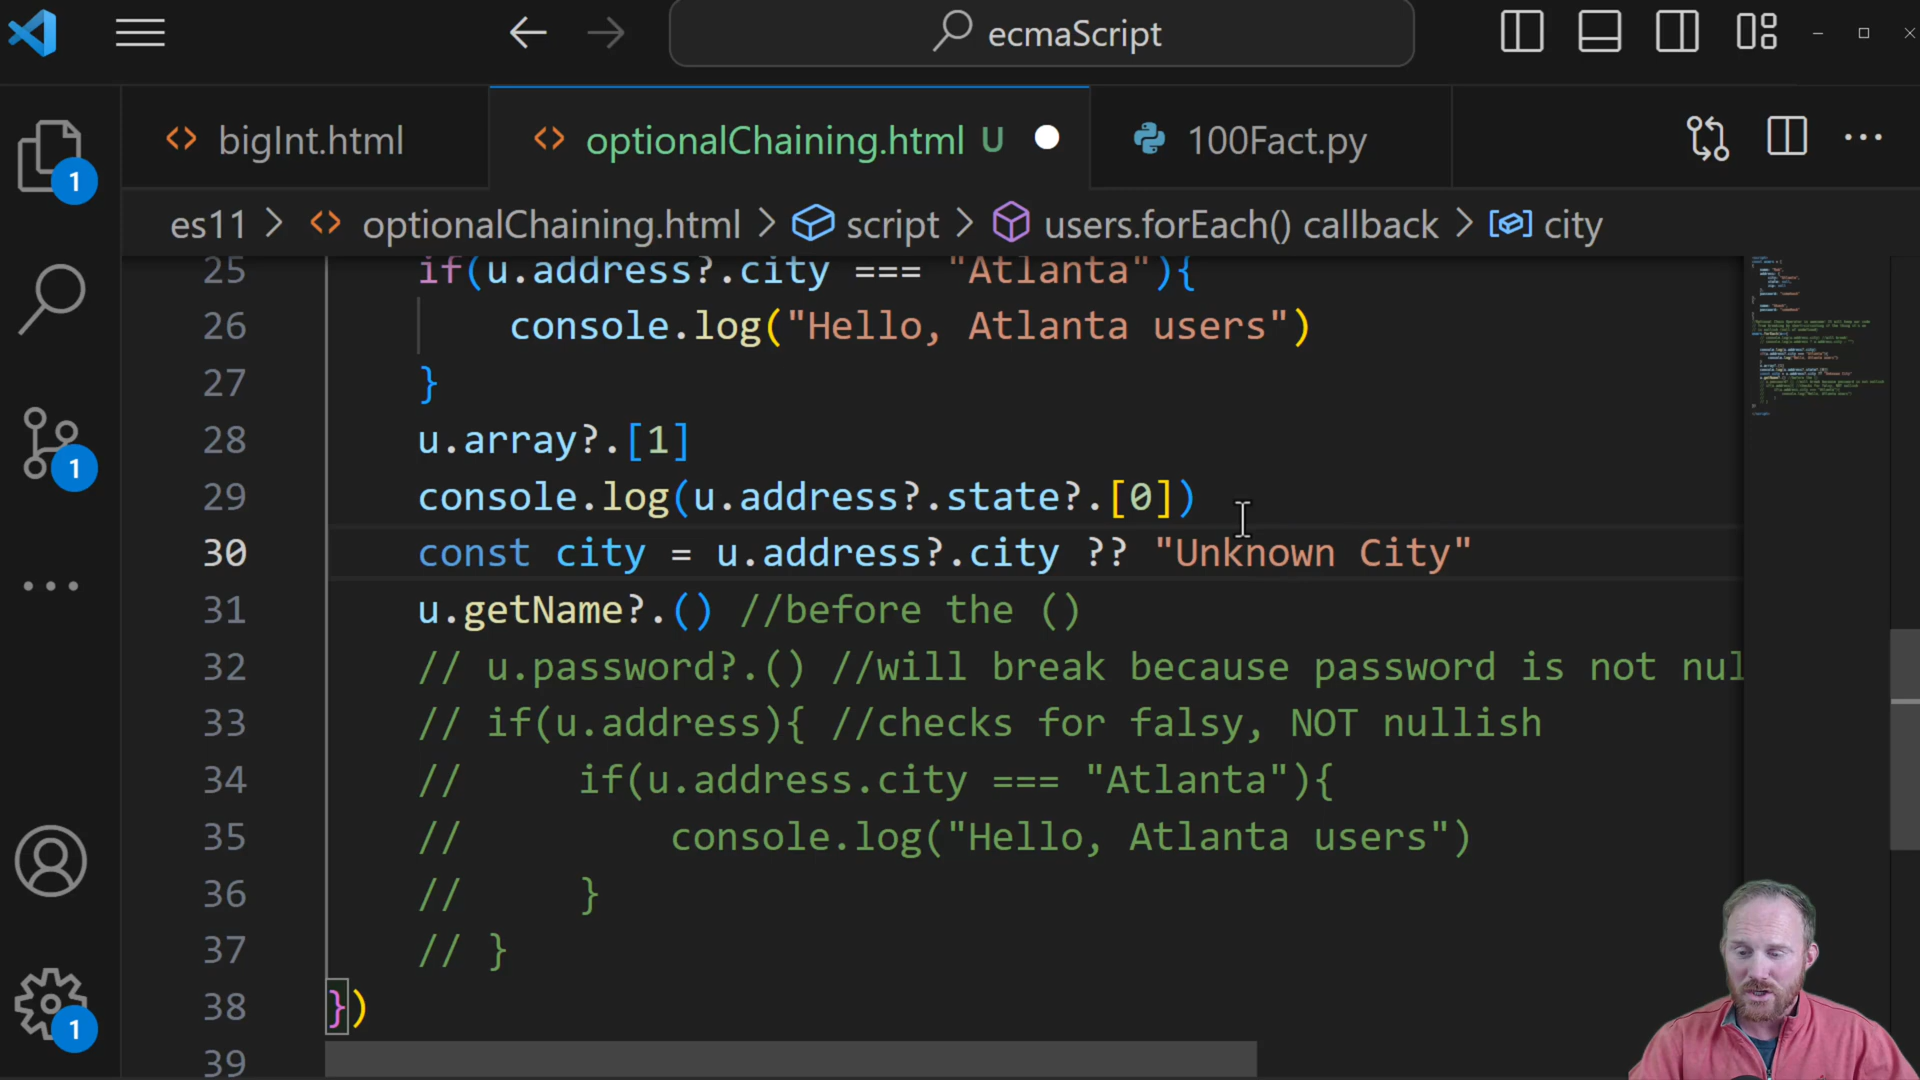 ecmaScript
bigInt.html
optionalChaining.html U
100Fact.py
es11 > optionalChaining.html > script > users.forEach() callback > city
25 if(u.address?.city === "Atlanta"){
26 console.log("Hello, Atlanta users")
27 }
28 u.array?.[1]
29 console.log(u.address?.state?.[0])
30 const city = u.address?.city ?? "Unknown City"
31 u.getName?.() //before the ()
32 // u.password?.() //will break because password is not nul
33 // if(u.address){ //checks for falsy, NOT nullish
34 // if(u.address.city === "Atlanta"){
35 // console.log("Hello, Atlanta users")
36 // }
37 // }
38 })
39
1
1
1